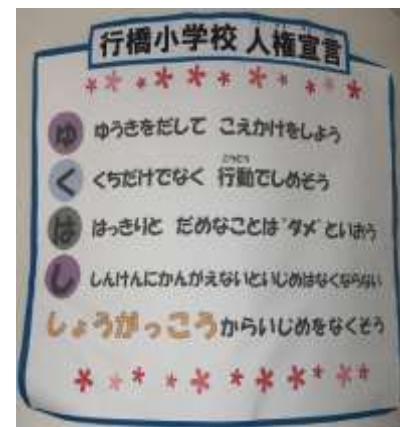 行橋小学校 人権宣言
ゆ ゆうきをだして こえかけをしよう
く くちだけでなく 行動でしめそう
は はっきりと だめなことは"ダメ"といおう
し しんけんにかんがえないといじめはなくならない
しょうがっこうからいじめをなくそう